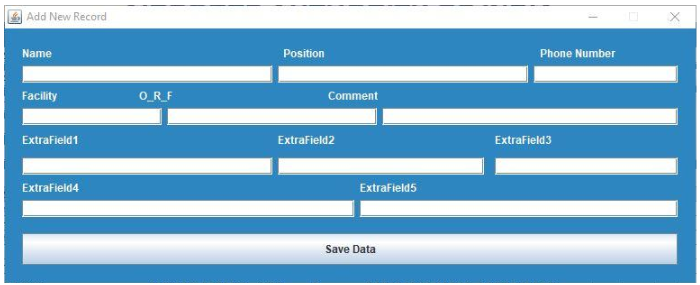 Add New Record
Name Position Phone Number
Facility O_R_F Comment
ExtraField1 ExtraField2 ExtraField3
ExtraField4 ExtraField5
Save Data